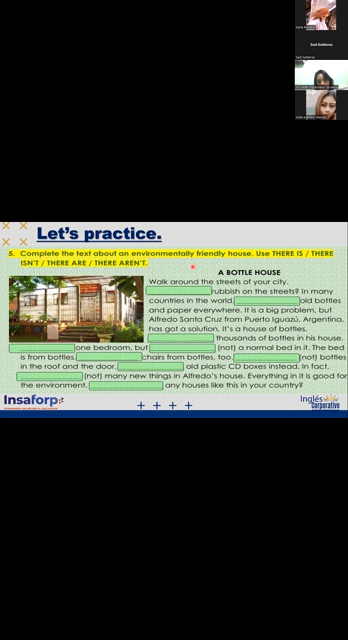 Saúl Gutiérrez
Saúl Gutiérrez
Let's practice.
5. Complete the text about an environmentally friendly house. Use THERE IS / THERE
ISN'T / THERE ARE / THERE AREN'T.
A BOTTLE HOUSE
Walk around the streets of your city.
rubbish on the streets? In many
countries in the world, old bottles
and paper everywhere. It is a big problem, but
Alfredo Santa Cruz from Puerto Iguazú, Argentina,
has got a solution. It's a house of bottles.
thousands of bottles in his house.
one bedroom, but (not) a normal bed in it. The bed
is from bottles. chairs from bottles, too. (not) bottles
in the roof and the door. old plastic CD boxes instead. In fact,
(not) many new things in Alfredo's house. Everything in it is good for
the environment. any houses like this in your country?
Insaforp
Inglés
Corporativo